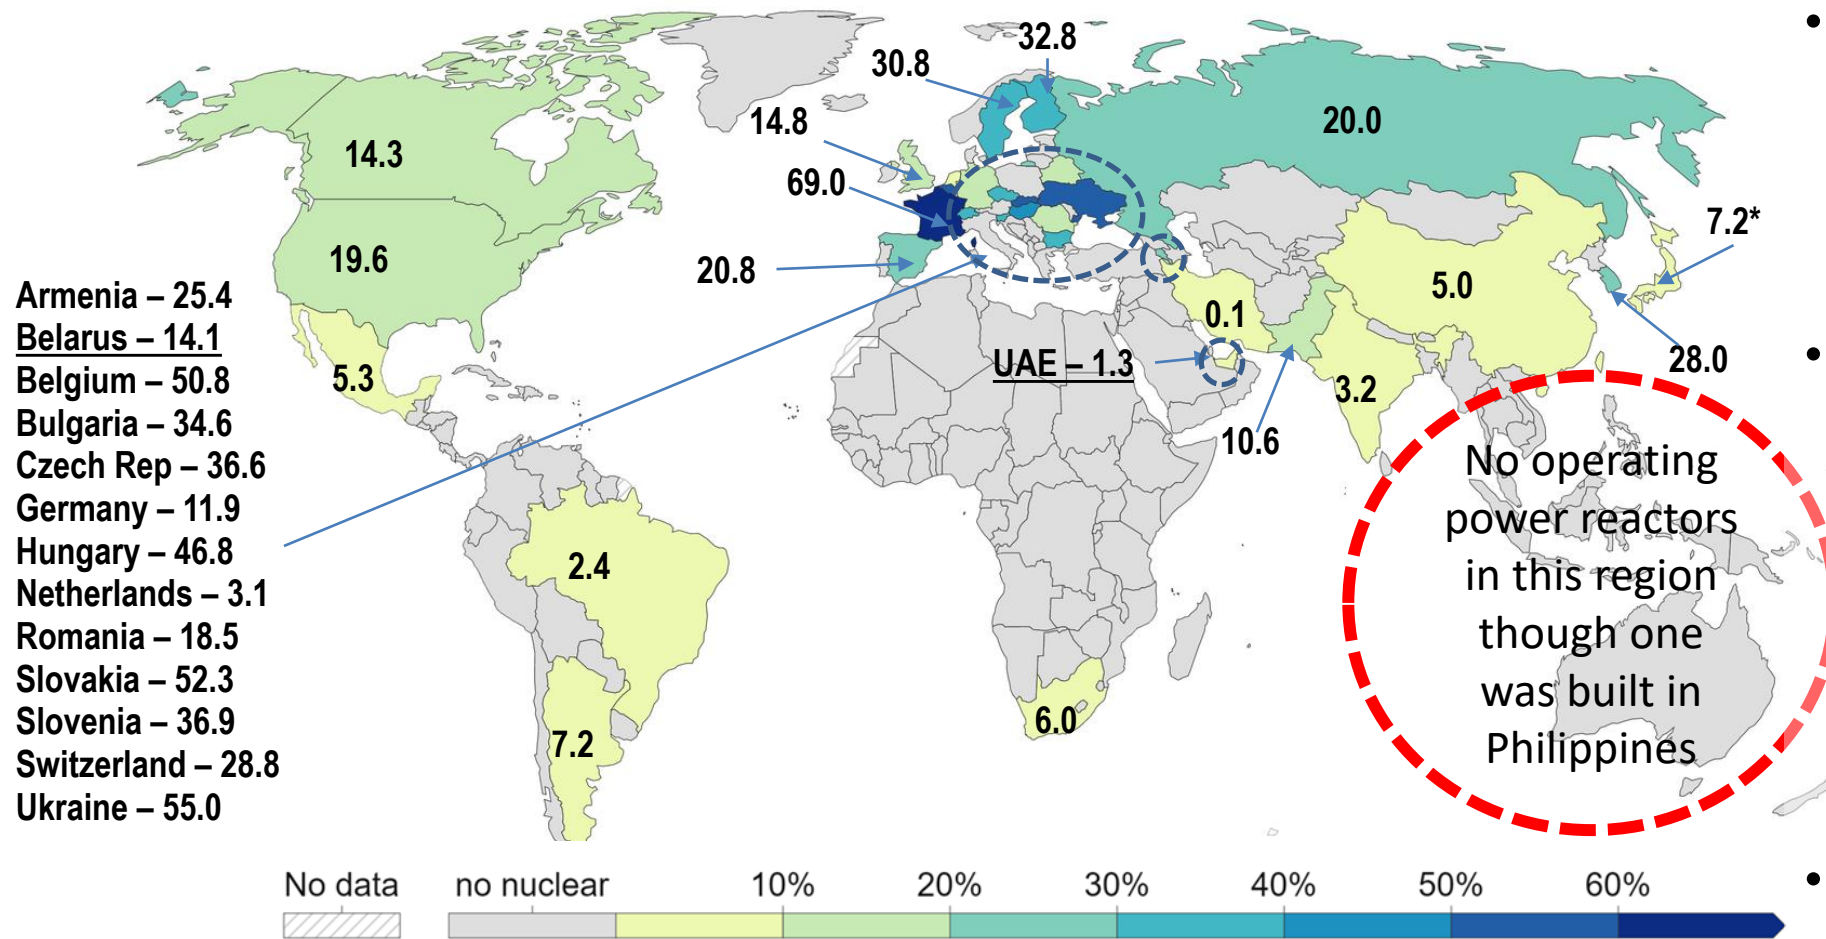 32.8
30.8
14.8
20.0
14.3
69.0
7.2*
19.6
20.8
5.0
Armenia – 25.4
Belarus – 14.1
Belgium – 50.8
Bulgaria – 34.6
Czech Rep – 36.6
Germany – 11.9
Hungary – 46.8
Netherlands – 3.1
Romania – 18.5
Slovakia – 52.3
Slovenia – 36.9
Switzerland – 28.8
Ukraine – 55.0
0.1
UAE – 1.3
28.0
5.3
3.2
10.6
No operating
power reactors
in this region
though one
was built in
Philippines
2.4
6.0
7.2
No data
no nuclear
10%
20%
30%
40%
50%
60%